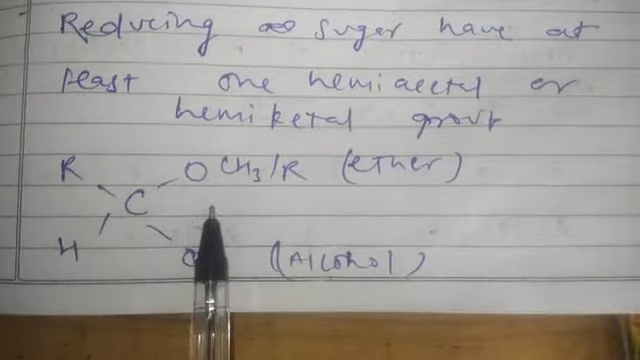 Reducing sugar have at
least one hemiacetal or
hemiketal group
R OCH3/R (ether)
C
H O (Alcohol)